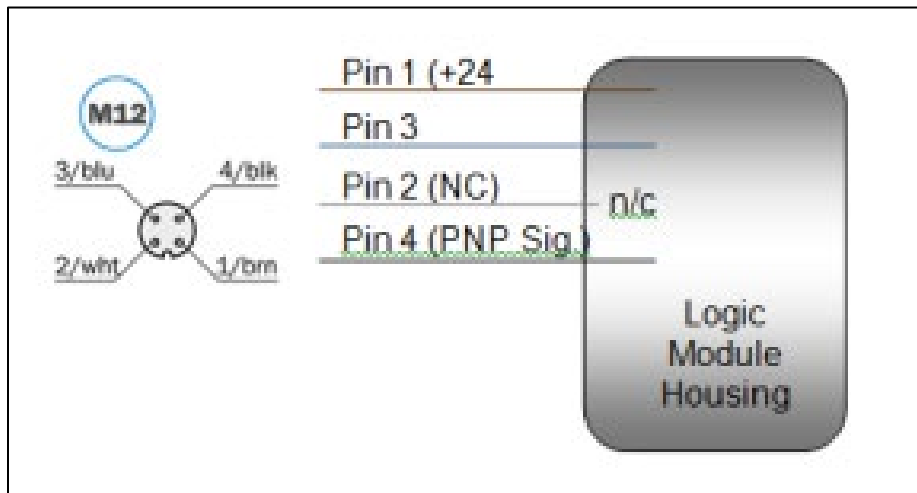 M12
3/blu
4/blk
2/wht
1/brn
Pin 1 (+24
Pin 3
Pin 2 (NC)
n/c
Pin 4 (PNP Sig.)
Logic
Module
Housing